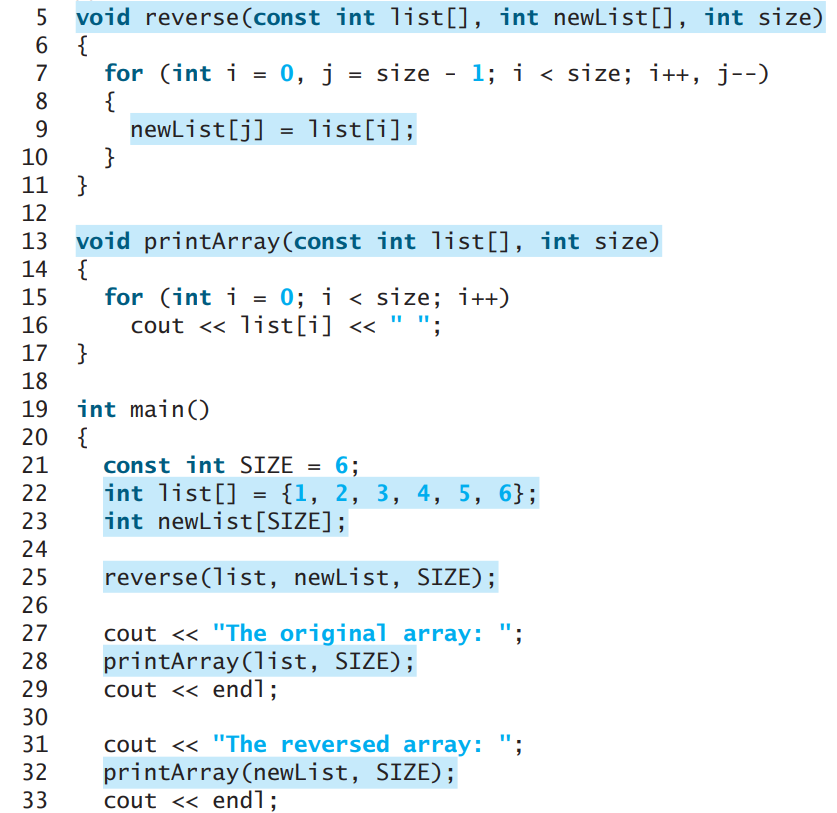 5 void reverse(const int list[], int newList[], int size)
6 {
7   for (int i = 0, j = size - 1; i < size; i++, j--)
8   {
9     newList[j] = list[i];
10   }
11 }
12
13 void printArray(const int list[], int size)
14 {
15   for (int i = 0; i < size; i++)
16     cout << list[i] << " ";
17 }
18
19 int main()
20 {
21   const int SIZE = 6;
22   int list[] = {1, 2, 3, 4, 5, 6};
23   int newList[SIZE];
24
25   reverse(list, newList, SIZE);
26
27   cout << "The original array: ";
28   printArray(list, SIZE);
29   cout << endl;
30
31   cout << "The reversed array: ";
32   printArray(newList, SIZE);
33   cout << endl;